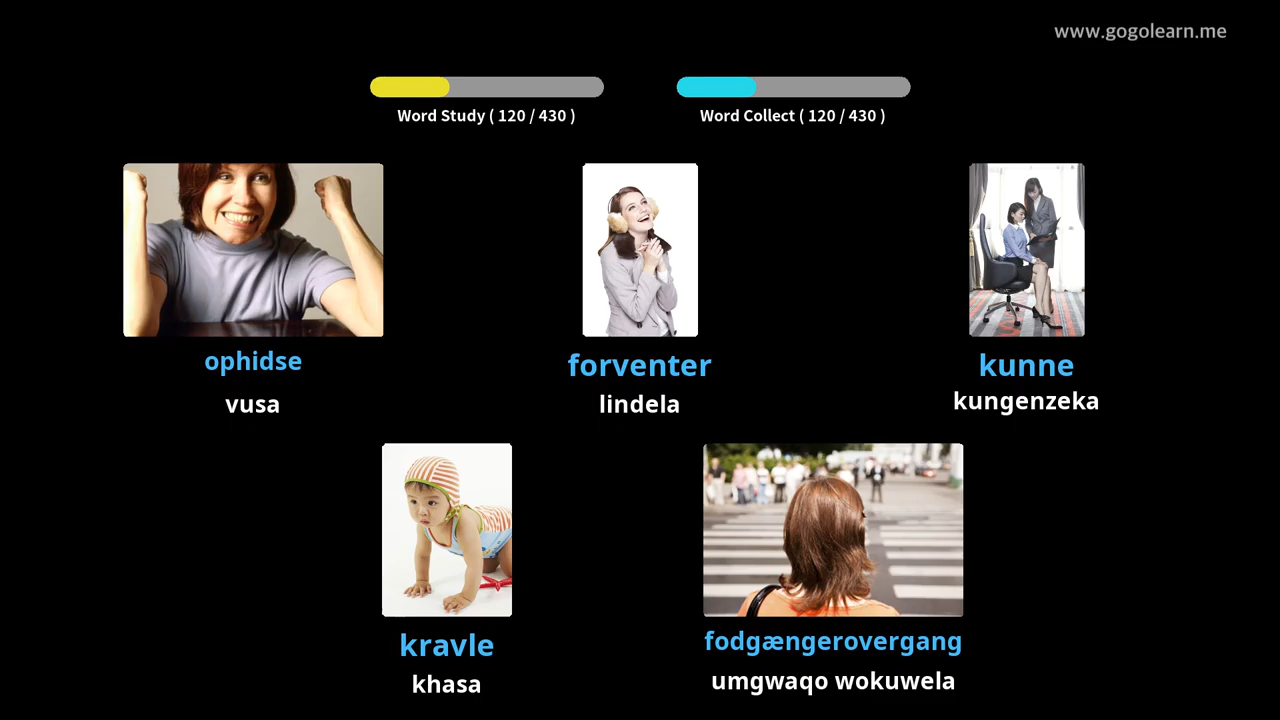 www.gogolearn.me
Word Study ( 120 / 430 )
Word Collect ( 120 / 430 )
ophidse
vusa
forventer
lindela
kunne
kungenzeka
kravle
khasa
fodgængerovergang
umgwaqo wokuwela